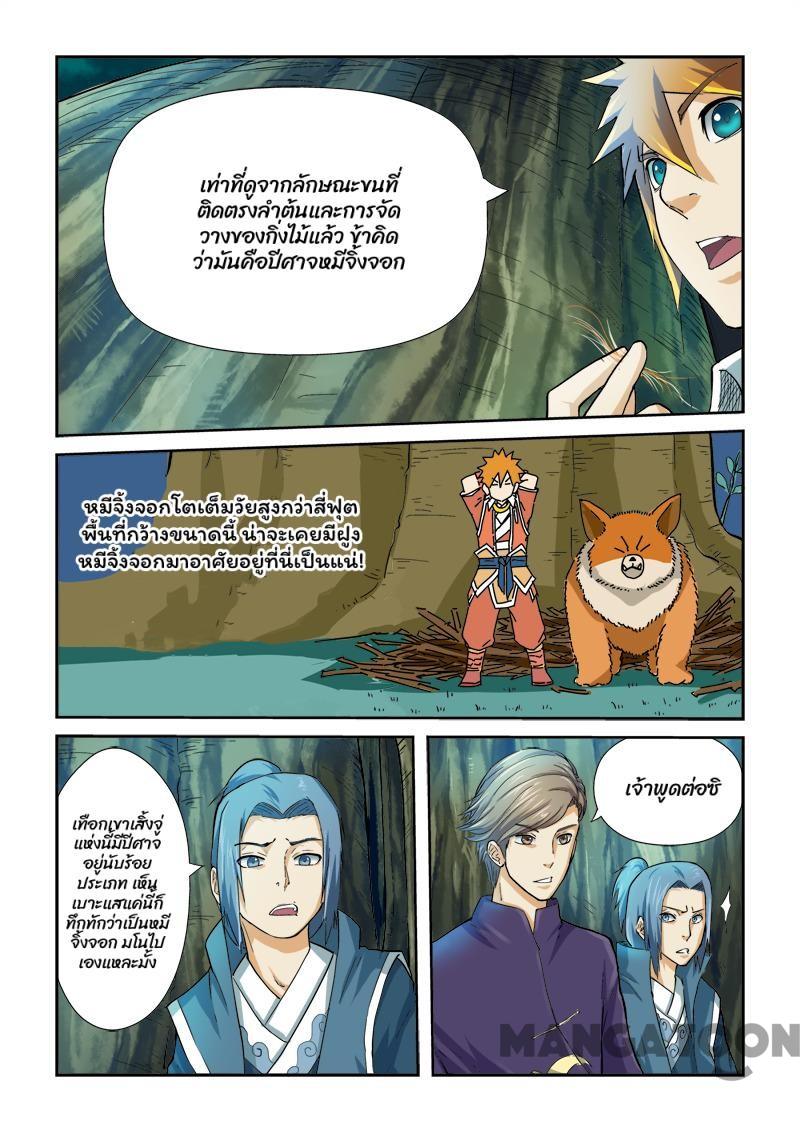 เท่าที่ดูจากลักษณะขนที่
ติดตรงลำต้นและการจัด
วางของกิ่งไม้แล้ว ข้าคิด
ว่ามันคือปีศาจหมีจิ้งจอก
หมีจิ้งจอกโตเต็มวัยสูงกว่าสี่ฟุต
พื้นที่กว้างขนาดนี้ น่าจะเคยมีฝูง
หมีจิ้งจอกมาอาศัยอยู่ที่นี่เป็นแน่!
เทือกเขาเสิ้งจู่
แห่งนี้มีปีศาจ
อยู่นับร้อย
ประเภท เห็น
เบาะแสแค่นี้ก็
ทึกทักว่าเป็นหมี
จิ้งจอก มโนไป
เองแหละมั้ง
เจ้าพูดต่อซิ
MANGATOON